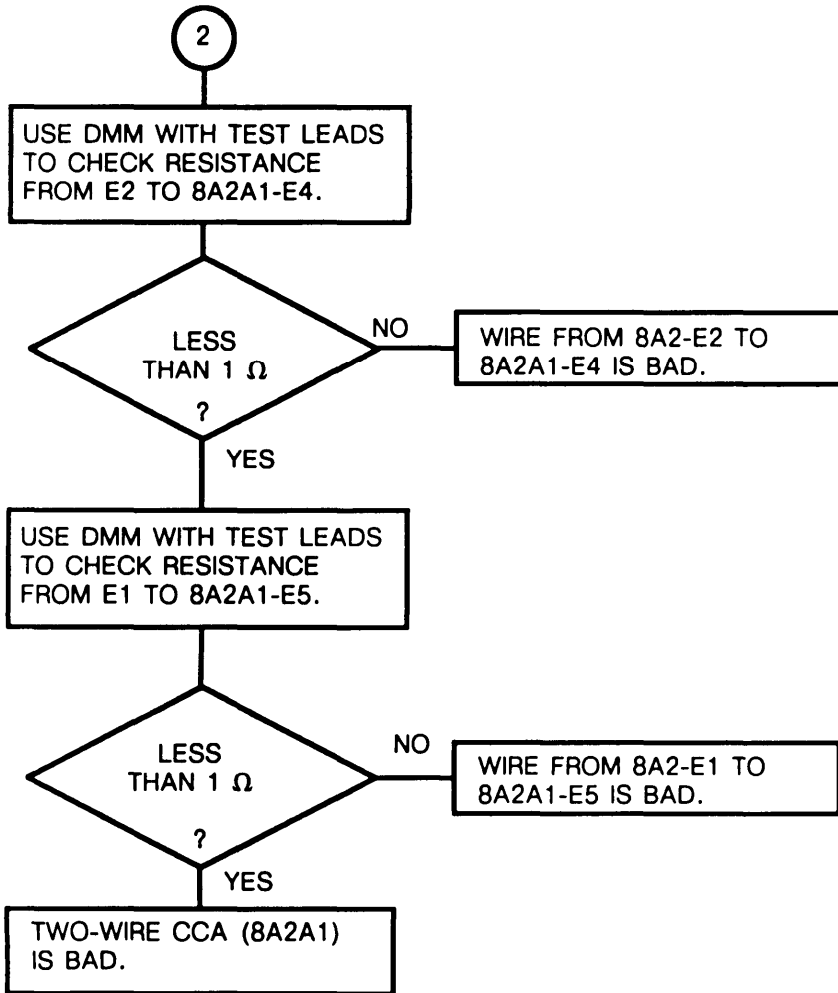 2
USE DMM WITH TEST LEADS
TO CHECK RESISTANCE
FROM E2 TO 8A2A1-E4.
LESS
THAN 1 Ω
?
NO
WIRE FROM 8A2-E2 TO
8A2A1-E4 IS BAD.
YES
USE DMM WITH TEST LEADS
TO CHECK RESISTANCE
FROM E1 TO 8A2A1-E5.
LESS
THAN 1 Ω
?
NO
WIRE FROM 8A2-E1 TO
8A2A1-E5 IS BAD.
YES
TWO-WIRE CCA (8A2A1)
IS BAD.